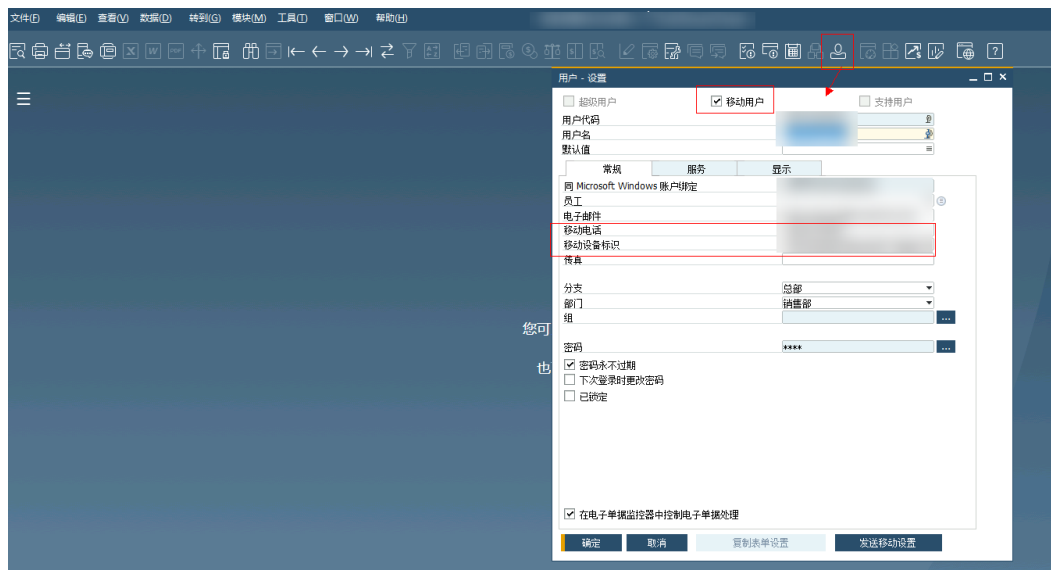 文件(F) 编辑(E) 查看(V) 数据(D) 转到(G) 模块(M) 工具(T) 窗口(W) 帮助(H)
用户 - 设置
超级用户 移动用户 支持用户
用户代码
用户名
默认值
常规 服务 显示
同 Microsoft Windows 账户绑定
员工
电子邮件
移动电话
移动设备标识
传真
分支 总部
部门 销售部
组
您可
密码 ****
也
密码永不过期
下次登录时更改密码
已锁定
在电子单据监控器中控制电子单据处理
确定 取消 复制表单设置 发送移动设置